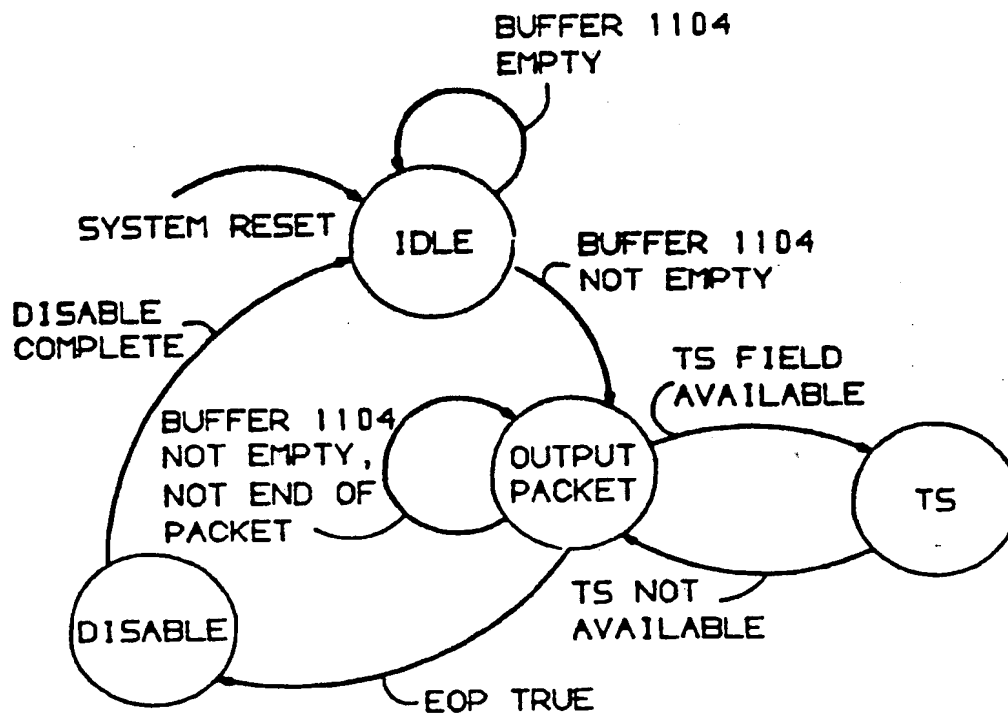 BUFFER 1104
EMPTY
SYSTEM RESET
IDLE
BUFFER 1104
NOT EMPTY
DISABLE
COMPLETE
TS FIELD
AVAILABLE
BUFFER 1104
NOT EMPTY,
NOT END OF
PACKET
OUTPUT
PACKET
TS
TS NOT
AVAILABLE
DISABLE
EOP TRUE